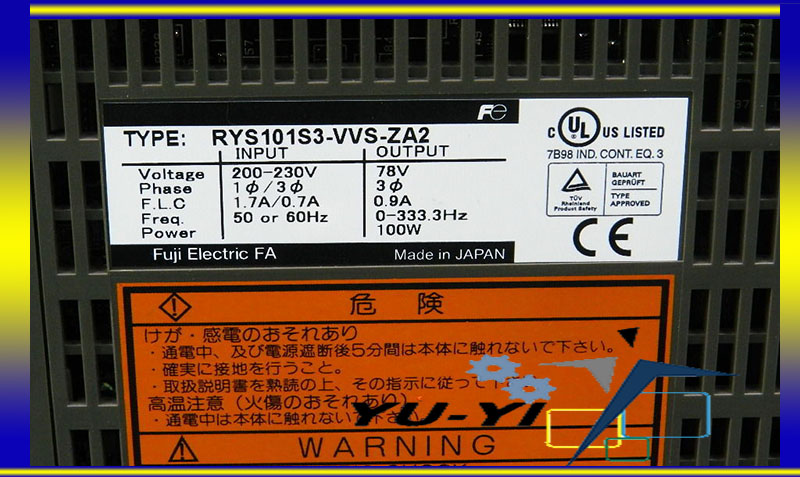 Fe
TYPE: RYS101S3-VVS-ZA2
INPUT OUTPUT
Voltage 200-230V 78V
Phase 1ϕ/3ϕ 3ϕ
F.L.C 1.7A/0.7A 0.9A
Freq. 50 or 60Hz 0-333.3Hz
Power 100W
Fuji Electric FA Made in JAPAN
C UL US LISTED
7B98 IND. CONT. EQ. 3
TÜV
Rheinland
Product Safety
BAUART
GEPRÜFT
TYPE
APPROVED
CE
危 険
けが・感電のおそれあり
・通電中、及び電源遮断後5分間は本体に触れないで下さい。
・確実に接地を行うこと。
・取扱説明書を熟読の上、その指示に従って下
高温注意（火傷のおそれあり）
・通電中は本体に触れないで下さい
YU-YI
WARNING